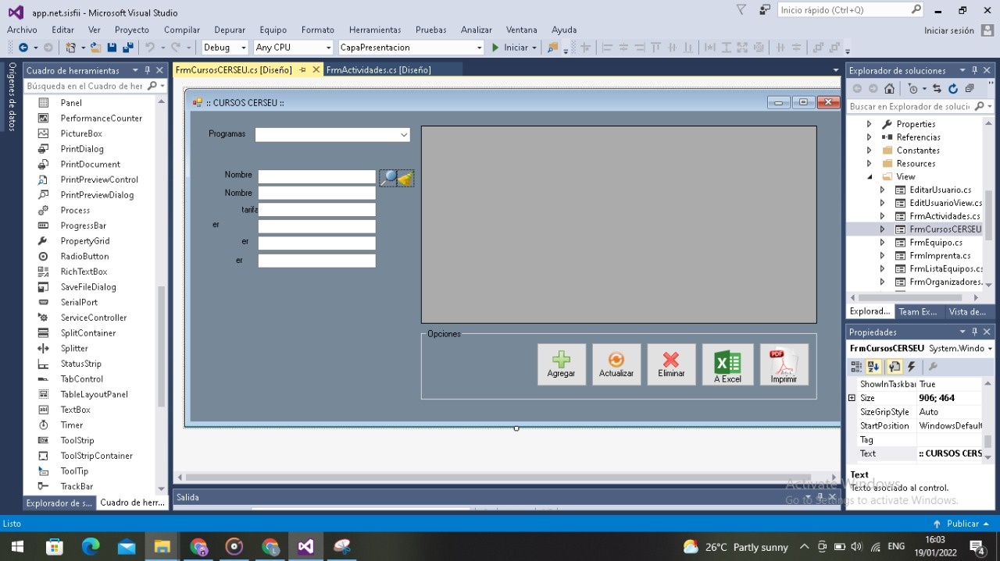 app.net.sisfii - Microsoft Visual Studio
Inicio rápido (Ctrl+Q)
Archivo Editar Ver Proyecto Compilar Depurar Equipo Formato Herramientas Pruebas Analizar Ventana Ayuda
Iniciar sesión
Debug Any CPU CapaPresentacion Iniciar
Orígenes de datos
Cuadro de herramientas
Búsqueda en el Cuadro de her
Panel
PerformanceCounter
PictureBox
PrintDialog
PrintDocument
PrintPreviewControl
PrintPreviewDialog
Process
ProgressBar
PropertyGrid
RadioButton
RichTextBox
SaveFileDialog
SerialPort
ServiceController
SplitContainer
Splitter
StatusStrip
TabControl
TableLayoutPanel
TextBox
Timer
ToolStrip
ToolStripContainer
ToolTip
TrackBar
Explorador de s... Cuadro de herr...
FrmCursosCERSEU.cs [Diseño] FrmActividades.cs [Diseño]
:: CURSOS CERSEU ::
Programas
Nombre
Nombre
tarifa
er
er
er
Opciones
Agregar Actualizar Eliminar A Excel Imprimir
PDF
Salida
Explorador de soluciones
Buscar en Explorador de solucio
Properties
Referencias
Constantes
Resources
View
EditarUsuario.cs
EditUsuarioView.cs
FrmActividades.cs
FrmCursosCERSEU
FrmEquipo.cs
FrmImprenta.cs
FrmListaEquipos.cs
FrmOrganizadores.
Explorad... Team Ex... Vista de...
Propiedades
FrmCursosCERSEU System.Windo
ShowInTaskbar True
Size 906; 464
SizeGripStyle Auto
StartPosition WindowsDefault
Tag
Text :: CURSOS CERS
Text
Texto asociado al control.
Activate Windows
Go to Settings to activate Windows.
Listo
Publicar
26°C Partly sunny
ENG
16:03
19/01/2022
4